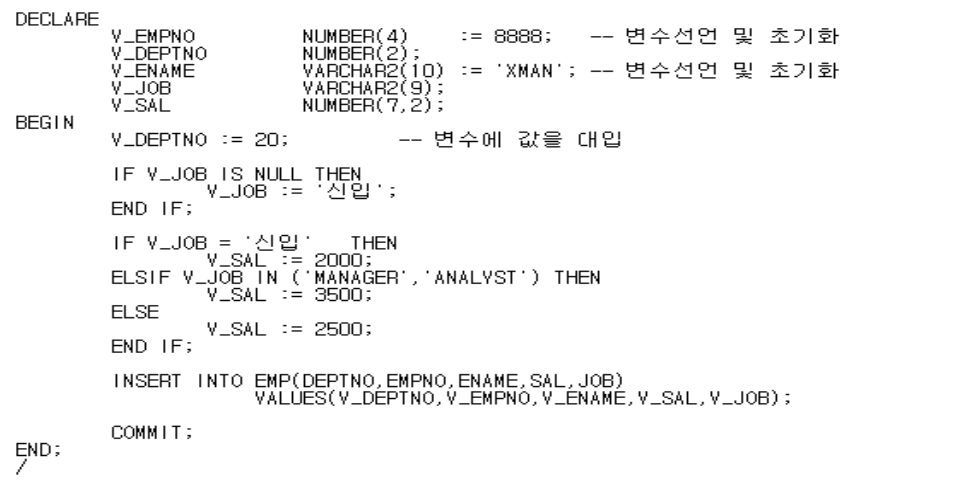 DECLARE
V_EMPNO NUMBER(4) := 8888; -- 변수선언 및 초기화
V_DEPTNO NUMBER(2);
V_ENAME VARCHAR2(10) := 'XMAN'; -- 변수선언 및 초기화
V_JOB VARCHAR2(9);
V_SAL NUMBER(7,2);
BEGIN
V_DEPTNO := 20; -- 변수에 값을 대입
IF V_JOB IS NULL THEN
V_JOB := '신입';
END IF;
IF V_JOB = '신입' THEN
V_SAL := 2000;
ELSIF V_JOB IN ('MANAGER','ANALYST') THEN
V_SAL := 3500;
ELSE
V_SAL := 2500;
END IF;
INSERT INTO EMP(DEPTNO,EMPNO,ENAME,SAL,JOB)
VALUES(V_DEPTNO,V_EMPNO,V_ENAME,V_SAL,V_JOB);
COMMIT;
END;
/